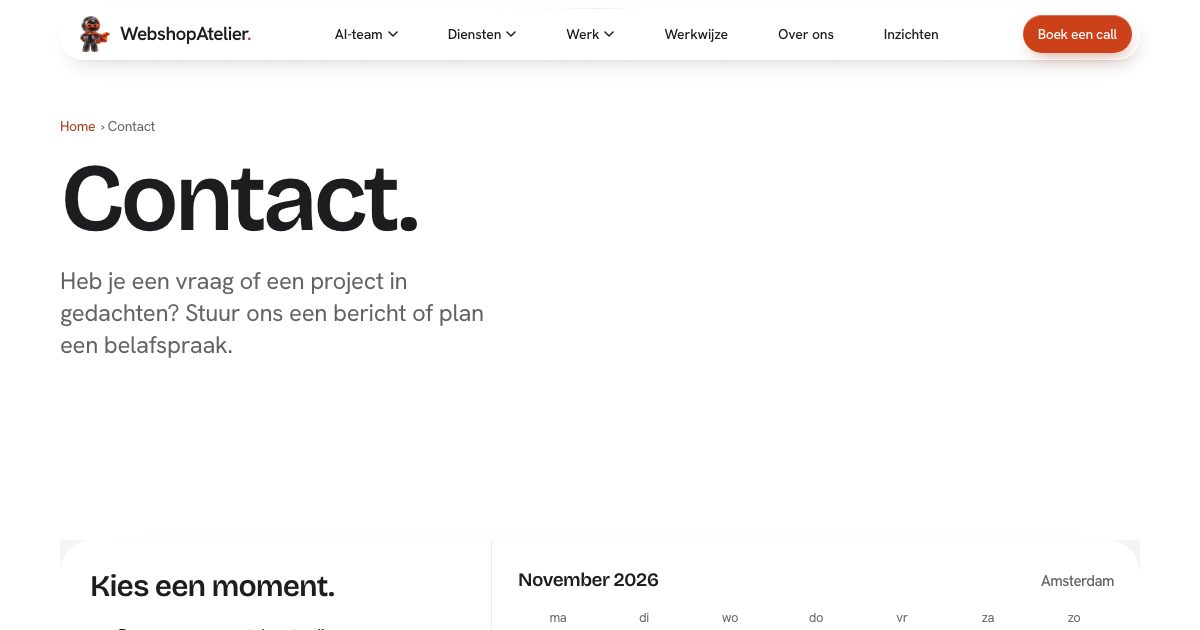 WebshopAtelier.
AI-team
Diensten
Werk
Werkwijze
Over ons
Inzichten
Boek een call
Home › Contact
Contact.
Heb je een vraag of een project in
gedachten? Stuur ons een bericht of plan
een belafspraak.
Kies een moment.
November 2026
Amsterdam
ma di wo do vr za zo